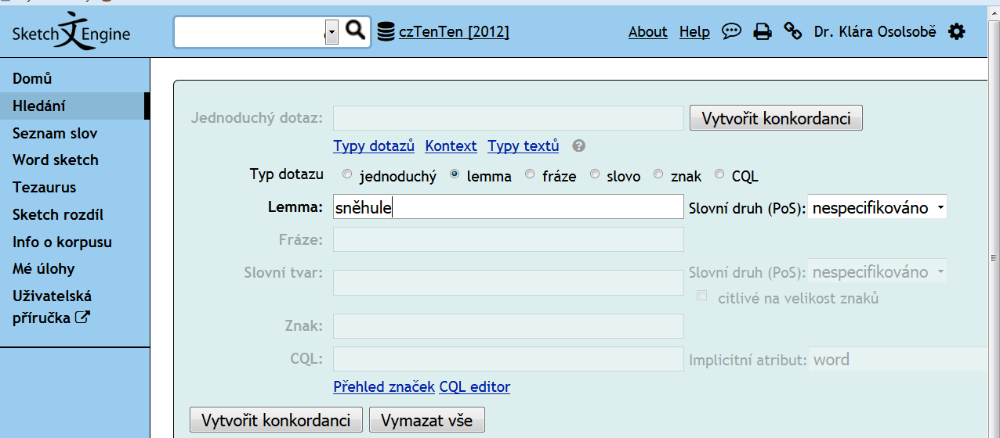 Sketch Engine
czTenTen [2012]
About Help Dr. Klára Osolsobě
Domů
Hledání
Seznam slov
Word sketch
Tezaurus
Sketch rozdíl
Info o korpusu
Mé úlohy
Uživatelská
příručka
Jednoduchý dotaz: Vytvořit konkordanci
Typy dotazů Kontext Typy textů ?
Typ dotazu jednoduchý lemma fráze slovo znak CQL
Lemma: sněhule Slovní druh (PoS): nespecifikováno
Fráze:
Slovní tvar: Slovní druh (PoS): nespecifikováno
citlivé na velikost znaků
Znak:
CQL: Implicitní atribut: word
Přehled značek CQL editor
Vytvořit konkordanci Vymazat vše